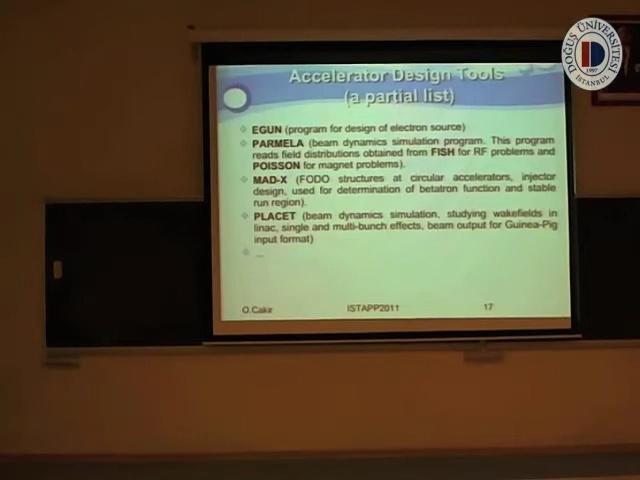 DOĞUŞ ÜNİVERSİTESİ
1997
İSTANBUL
Accelerator Design Tools
(a partial list)
EGUN (program for design of electron source)
PARMELA (beam dynamics simulation program. This program
reads field distributions obtained from FISH for RF problems and
POISSON for magnet problems).
MAD-X (FODO structures at circular accelerators, injector
design, used for determination of betatron function and stable
run region).
PLACET (beam dynamics simulation, studying wakefields in
linac, single and multi-bunch effects, beam output for Guinea-Pig
input format)
...
O.Cakir ISTAPP2011 17